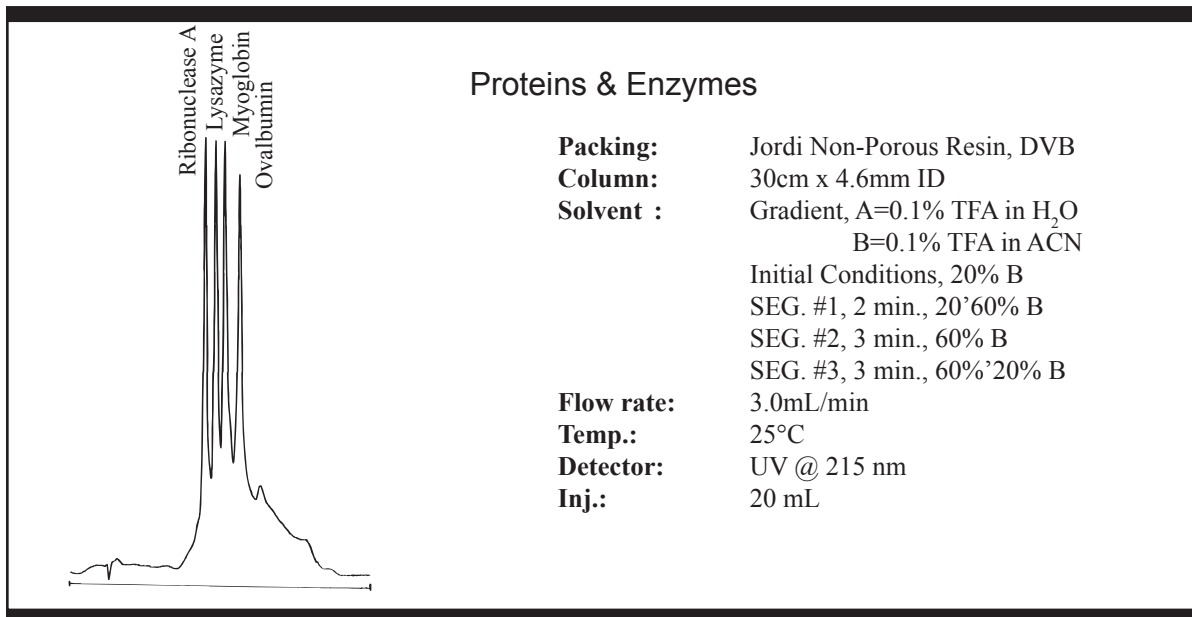 Ribonuclease A
Lysazyme
Myoglobin
Ovalbumin
Proteins & Enzymes
Packing: Jordi Non-Porous Resin, DVB
Column: 30cm x 4.6mm ID
Solvent : Gradient, A=0.1% TFA in H₂O
B=0.1% TFA in ACN
Initial Conditions, 20% B
SEG. #1, 2 min., 20’60% B
SEG. #2, 3 min., 60% B
SEG. #3, 3 min., 60%’20% B
Flow rate: 3.0mL/min
Temp.: 25°C
Detector: UV @ 215 nm
Inj.: 20 mL